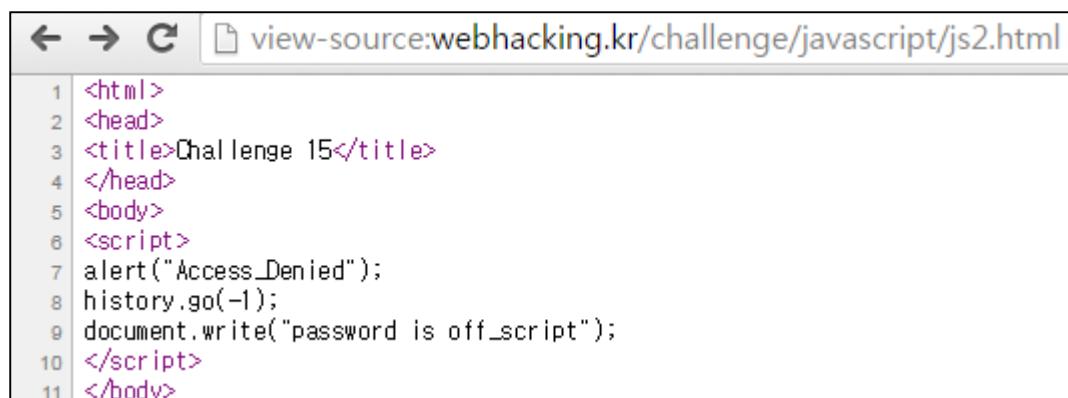 view-source:webhacking.kr/challenge/javascript/js2.html
1 <html>
2 <head>
3 <title>Challenge 15</title>
4 </head>
5 <body>
6 <script>
7 alert("Access_Denied");
8 history.go(-1);
9 document.write("password is off_script");
10 </script>
11 </body>